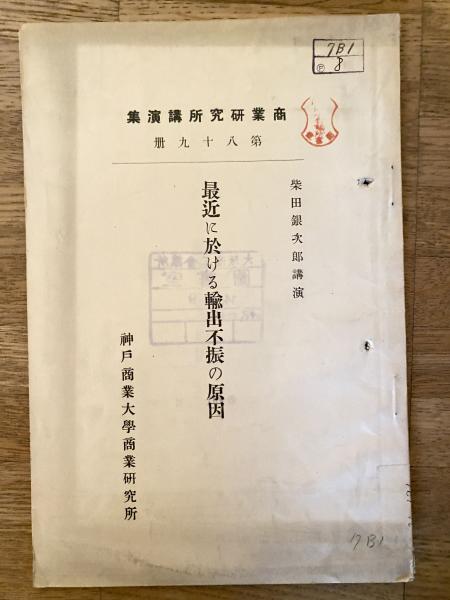 7B1
Ⓟ 8
商業研究所講演集
第八十九册
柴田銀次郎講演
最近に於ける輸出不振の原因
神戸商業大學商業研究所
17B1